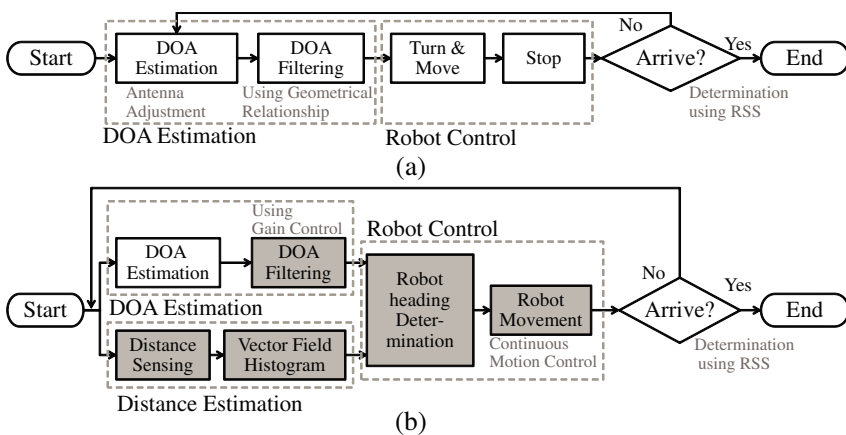 No
Start
DOA
Estimation
DOA
Filtering
Turn &
Move
Stop
Arrive?
Yes
End
Antenna
Adjustment
Using Geometrical
Relationship
Determination
using RSS
DOA Estimation
Robot Control
(a)
Using
Gain Control
Robot Control
DOA
Estimation
DOA
Filtering
DOA Estimation
Start
Robot
heading
Deter-
mination
Robot
Movement
Continuous
Motion Control
No
Arrive?
Yes
End
Determination
using RSS
Distance
Sensing
Vector Field
Histogram
Distance Estimation
(b)